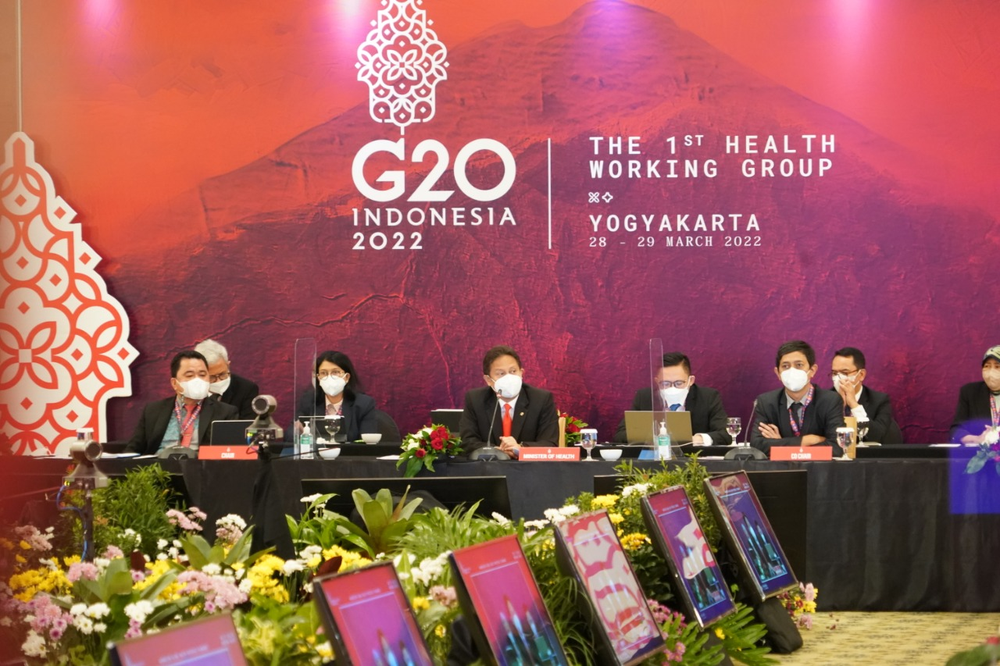 G20
INDONESIA
2022
THE 1ST HEALTH
WORKING GROUP
YOGYAKARTA
28 - 29 MARCH 2022
CHAIR
MINISTER OF HEALTH
CO CHAIR